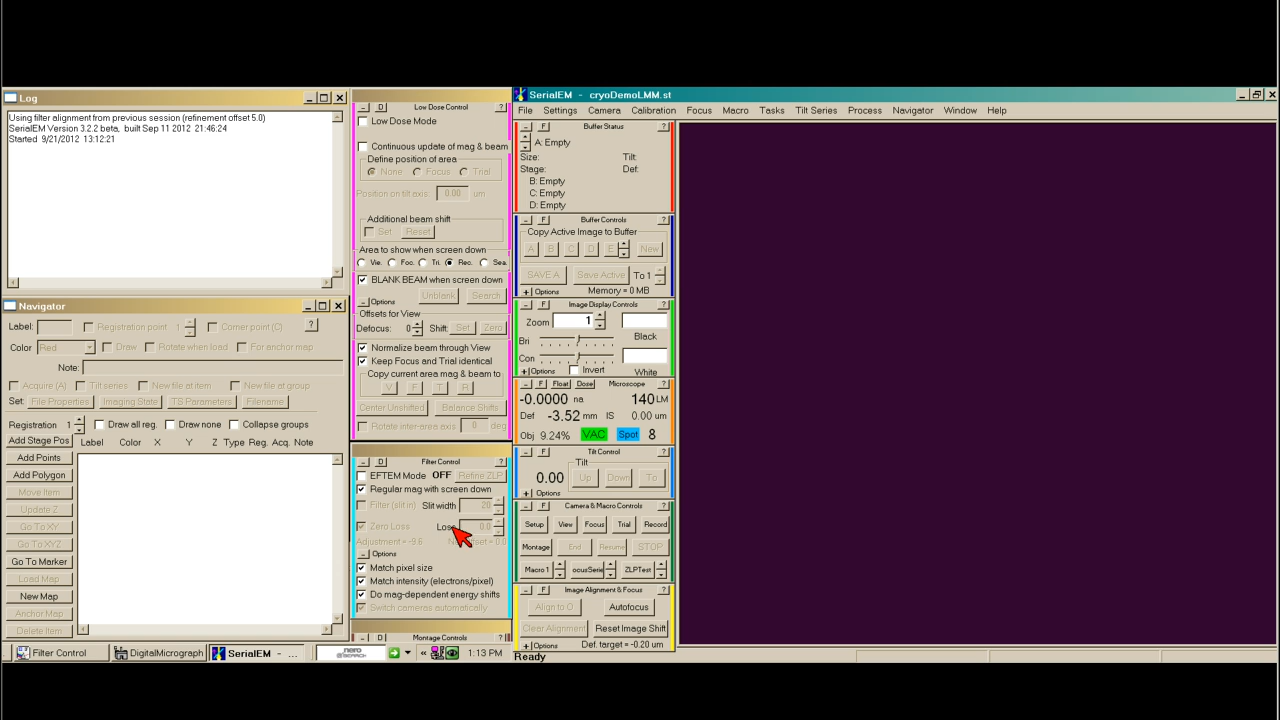 Log
Using filter alignment from previous session (refinement offset 5.0)
SerialEM Version 3.2.2 beta, built Sep 11 2012 21:46:24
Started 9/21/2012 13:12:21
Navigator
Label:
Registration point 1
Corner point (C)
?
Color Red
Draw
Rotate when load
For anchor map
Note:
Acquire (A)
Tilt series
New file at item
New file at group
Set: File Properties Imaging State TS Parameters Filename
Registration 1
Draw all reg.
Draw none
Collapse groups
Add Stage Pos
Label Color X Y Z Type Reg. Acq. Note
Add Points
Add Polygon
Move Item
Update Z
Go To XY
Go To XYZ
Go To Marker
Load Map
New Map
Anchor Map
Delete Item
Filter Control
DigitalMicrograph
SerialEM - ...
nero
SEARCH
«
1:13 PM
- D Low Dose Control ?
Low Dose Mode
Continuous update of mag & beam
Define position of area
None Focus Trial
Position on tilt axis: 0.00 um
Additional beam shift
Set Reset
Area to show when screen down
Vie. Foc. Tri. Rec. Sea.
BLANK BEAM when screen down
- Options Unblank Search
Offsets for View
Defocus: 0 Shift: Set Zero
Normalize beam through View
Keep Focus and Trial identical
Copy current area mag & beam to
V F T R
Center Unshifted Balance Shifts
Rotate inter-area axis 0 deg
- D Filter Control ?
EFTEM Mode OFF Refine ZLP
Regular mag with screen down
Filter (slit in) Slit width 20
Zero Loss 0.0
Adjustment = -9.6
- Options
Match pixel size
Match intensity (electrons/pixel)
Do mag-dependent energy shifts
Switch cameras automatically
- D Montage Controls ?
SerialEM - cryoDemoLMM.st
File Settings Camera Calibration Focus Macro Tasks Tilt Series Process Navigator Window Help
- F Buffer Status ?
A: Empty
Size: Tilt:
Stage: Def:
B: Empty
C: Empty
D: Empty
- F Buffer Controls ?
Copy Active Image to Buffer
A B C D E New
SAVE A Save Active To 1
+ Options Memory = 0 MB
- F Image Display Controls ?
Zoom 1
Black
Bri
Con
+ Options Invert White
- F Float Dose Microscope ?
-0.0000 na 140 LM
Def -3.52 mm IS 0.00 um
Obj 9.24% VAC Spot 8
- F Tilt Control ?
Tilt
0.00 Up Down To
+ Options
- F Camera & Macro Controls ?
Setup View Focus Trial Record
Montage End Resume STOP
Macro 1 ocusSerie ZLPTest
- F Image Alignment & Focus ?
Align to O Autofocus
Clear Alignment Reset Image Shift
+ Options Def. target = -0.20 um
Ready